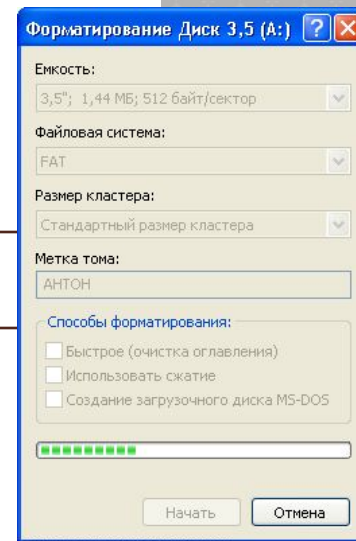 Форматирование Диск 3,5 (A:)
Емкость:
3,5"; 1,44 МБ; 512 байт/сектор
Файловая система:
FAT
Размер кластера:
Стандартный размер кластера
Метка тома:
АНТОН
Способы форматирования:
Быстрое (очистка оглавления)
Использовать сжатие
Создание загрузочного диска MS-DOS
Начать
Отмена